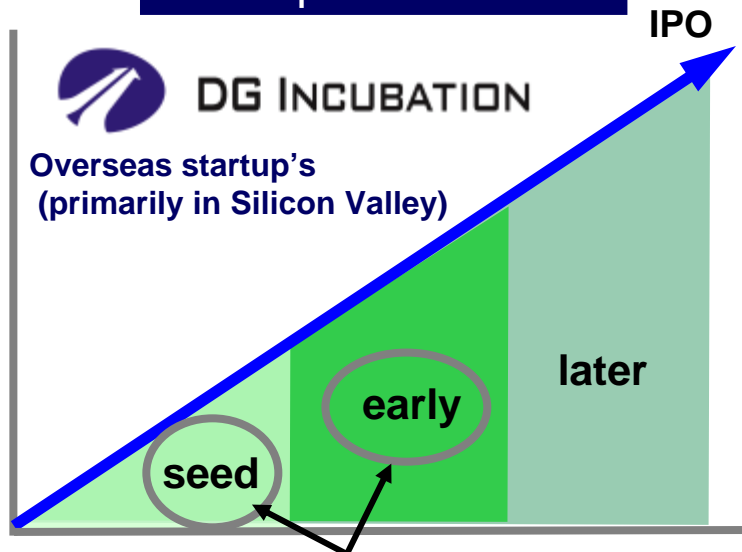 IPO
DG INCUBATION
Overseas startup's
(primarily in Silicon Valley)
later
early
seed